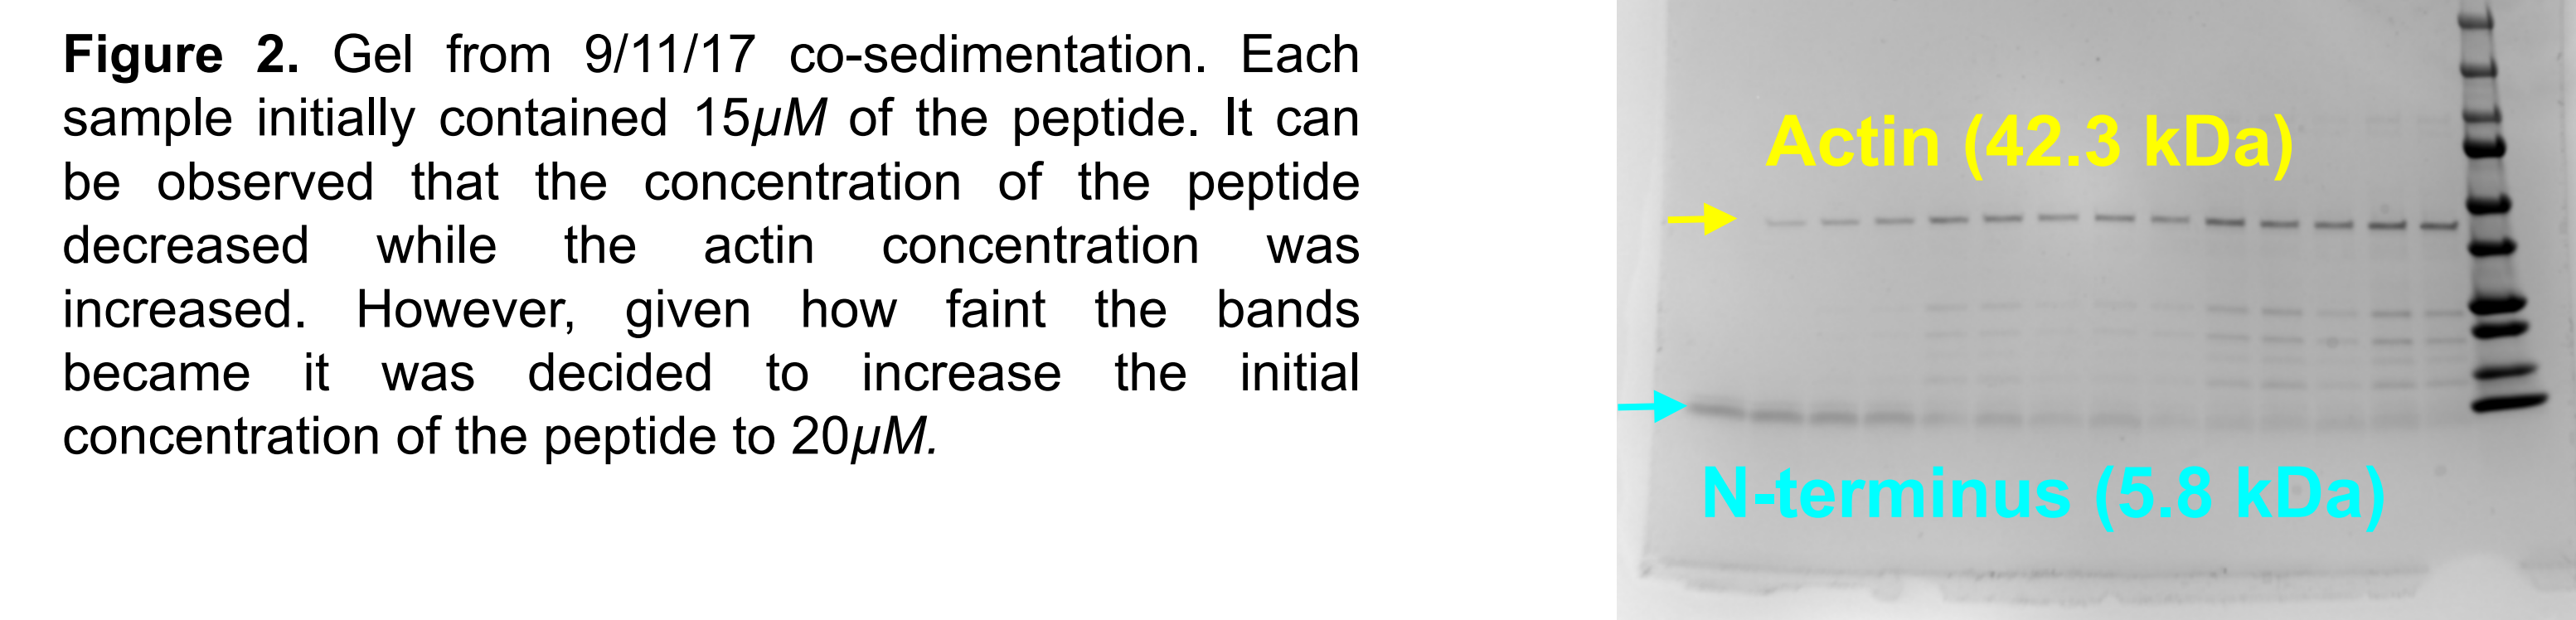 Figure 2. Gel from 9/11/17 co-sedimentation. Each
sample initially contained 15µM of the peptide. It can
be observed that the concentration of the peptide
decreased while the actin concentration was
increased. However, given how faint the bands
became it was decided to increase the initial
concentration of the peptide to 20µM.
Actin (42.3 kDa)
N-terminus (5.8 kDa)